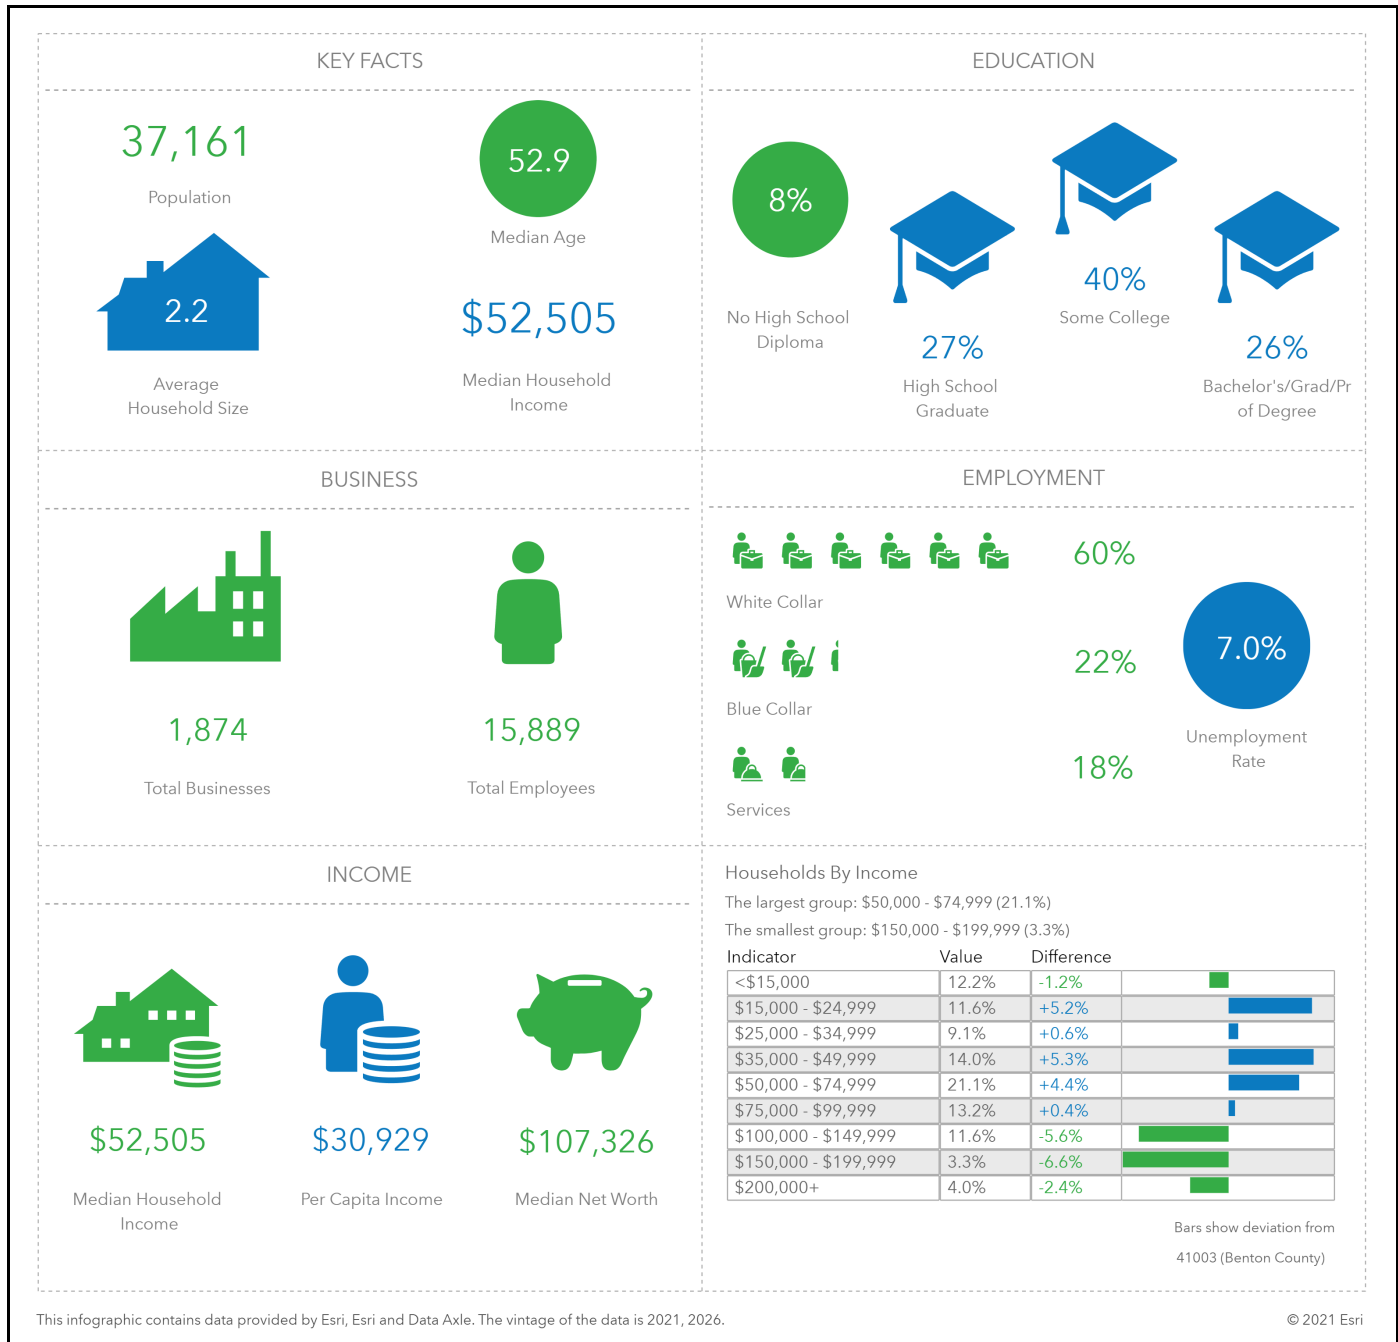 KEY FACTS
37,161
Population
52.9
Median Age
2.2
Average
Household Size
$52,505
Median Household
Income
EDUCATION
8%
No High School
Diploma
27%
High School
Graduate
40%
Some College
26%
Bachelor's/Grad/Pr
of Degree
BUSINESS
1,874
Total Businesses
15,889
Total Employees
EMPLOYMENT
60%
White Collar
22%
Blue Collar
18%
Services
7.0%
Unemployment
Rate
INCOME
$52,505
Median Household
Income
$30,929
Per Capita Income
$107,326
Median Net Worth
Households By Income
The largest group: $50,000 - $74,999 (21.1%)
The smallest group: $150,000 - $199,999 (3.3%)
Indicator Value Difference
<$15,000 12.2% -1.2%
$15,000 - $24,999 11.6% +5.2%
$25,000 - $34,999 9.1% +0.6%
$35,000 - $49,999 14.0% +5.3%
$50,000 - $74,999 21.1% +4.4%
$75,000 - $99,999 13.2% +0.4%
$100,000 - $149,999 11.6% -5.6%
$150,000 - $199,999 3.3% -6.6%
$200,000+ 4.0% -2.4%
Bars show deviation from
41003 (Benton County)
This infographic contains data provided by Esri, Esri and Data Axle. The vintage of the data is 2021, 2026.
© 2021 Esri